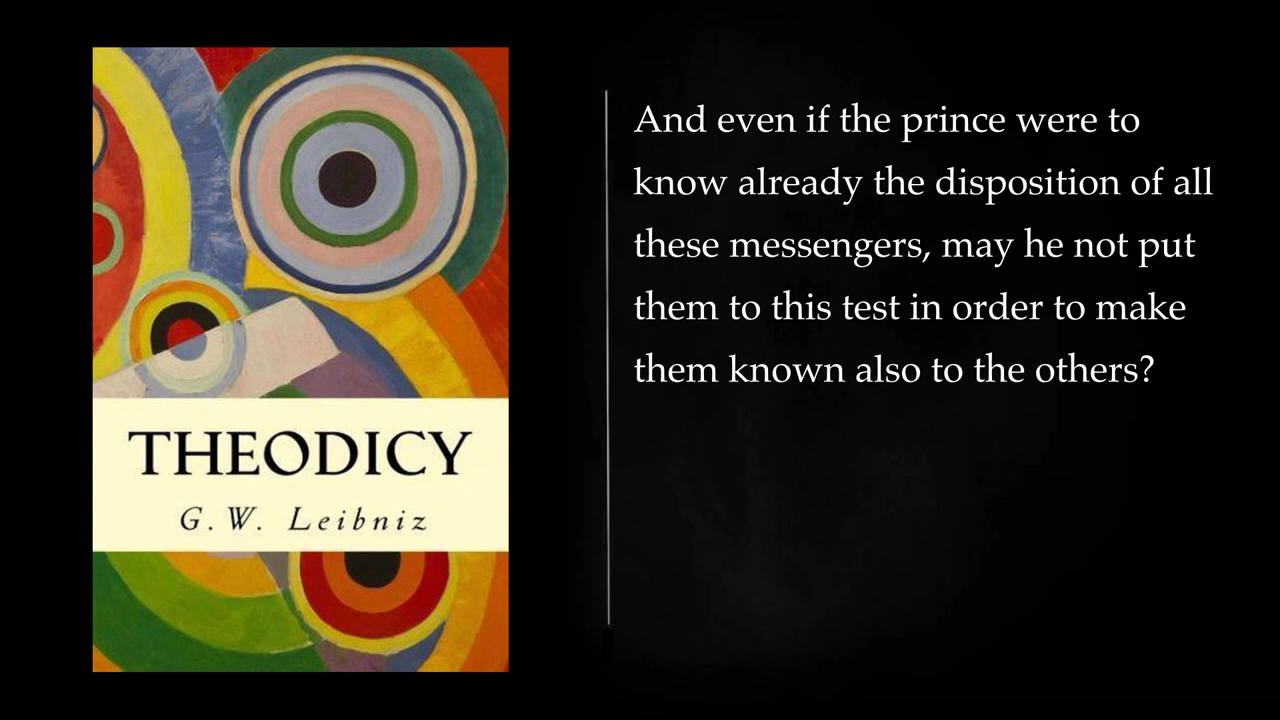 THEODICY
G.W. Leibniz
And even if the prince were to
know already the disposition of all
these messengers, may he not put
them to this test in order to make
them known also to the others?